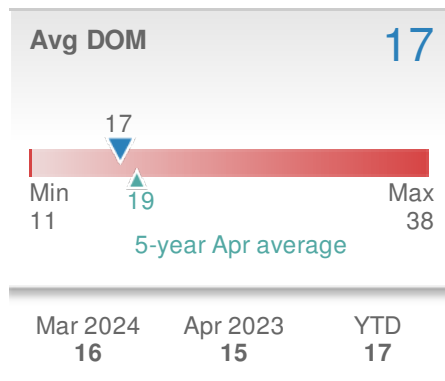 Avg DOM 17
17
Min Max
11 19 38
5-year Apr average
Mar 2024 Apr 2023 YTD
16 15 17